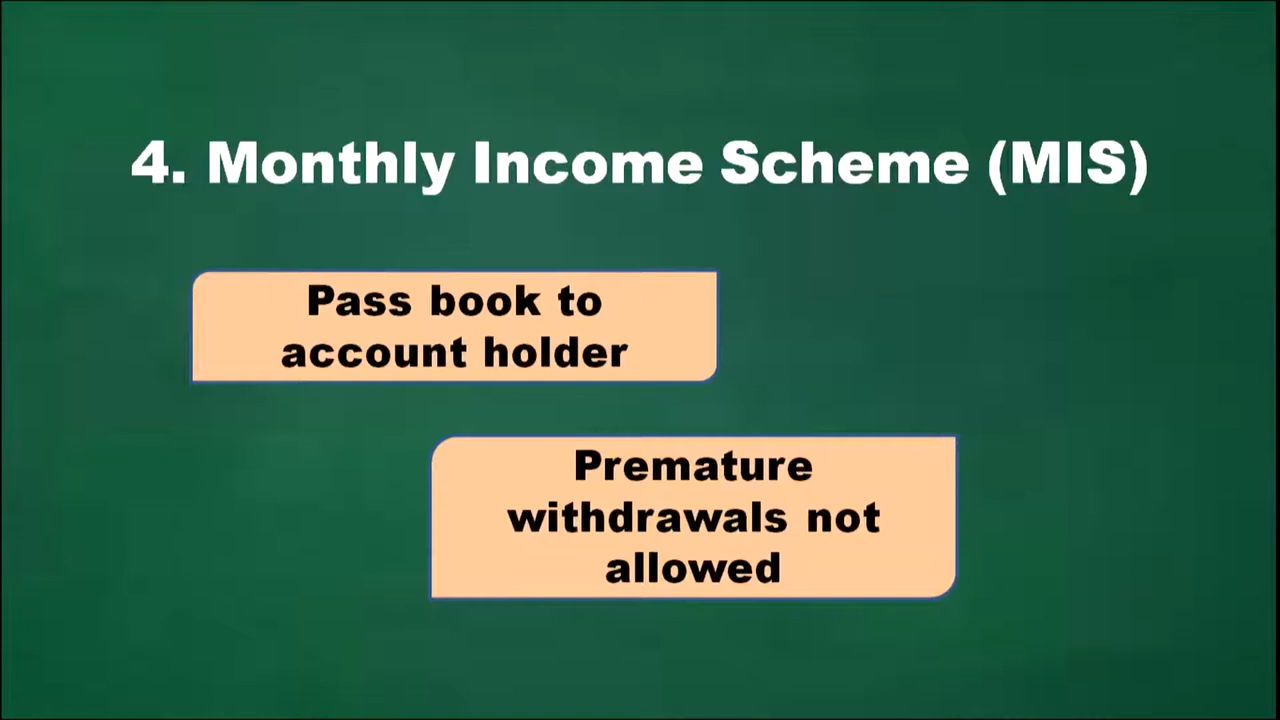 4. Monthly Income Scheme (MIS)
Pass book to
account holder
Premature
withdrawals not
allowed